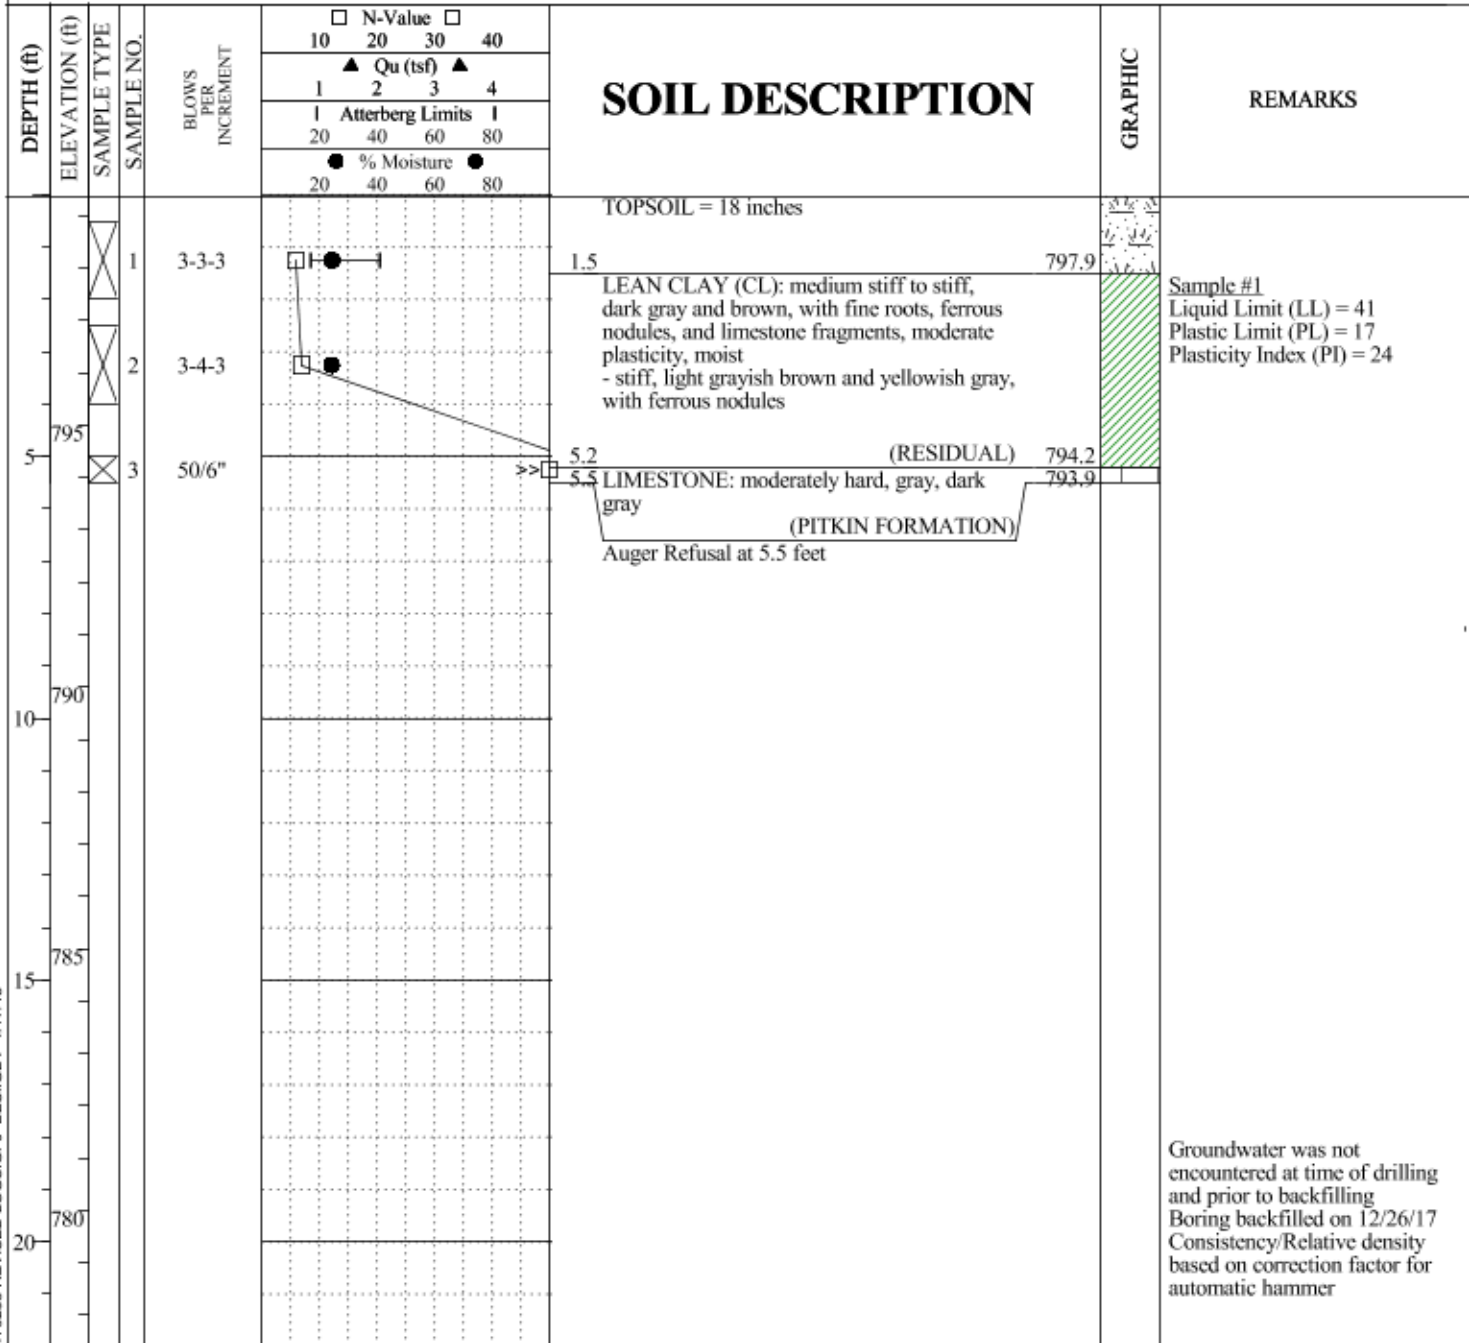 DEPTH (ft)
ELEVATION (ft)
SAMPLE TYPE
SAMPLE NO.
BLOWS
PER
INCREMENT
N-Value
10 20 30 40
Qu (tsf)
1 2 3 4
Atterberg Limits
20 40 60 80
% Moisture
20 40 60 80
SOIL DESCRIPTION
GRAPHIC
REMARKS
TOPSOIL = 18 inches
1 3-3-3
1.5 797.9
LEAN CLAY (CL): medium stiff to stiff,
dark gray and brown, with fine roots, ferrous
nodules, and limestone fragments, moderate
plasticity, moist
- stiff, light grayish brown and yellowish gray,
with ferrous nodules
Sample #1
Liquid Limit (LL) = 41
Plastic Limit (PL) = 17
Plasticity Index (PI) = 24
2 3-4-3
795
5
5.2 (RESIDUAL) 794.2
3 50/6"
>>
5.5 LIMESTONE: moderately hard, gray, dark 793.9
gray
(PITKIN FORMATION)
Auger Refusal at 5.5 feet
790
10
785
15
780
20
Groundwater was not
encountered at time of drilling
and prior to backfilling
Boring backfilled on 12/26/17
Consistency/Relative density
based on correction factor for
automatic hammer